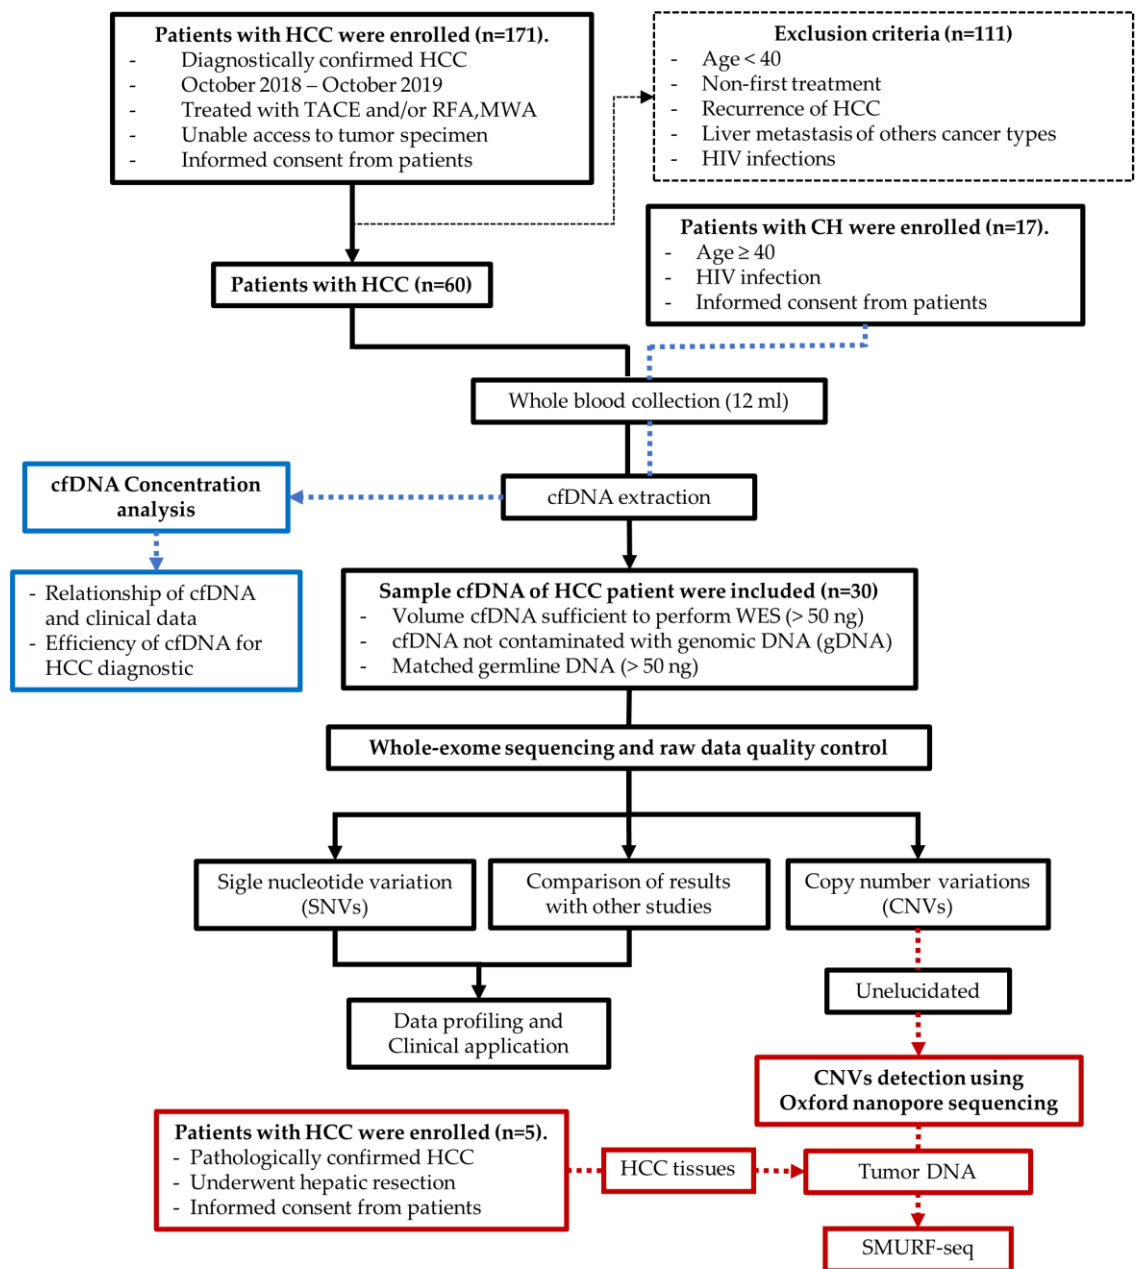 Patients with HCC were enrolled (n=171).
- Diagnostically confirmed HCC
- October 2018 – October 2019
- Treated with TACE and/or RFA,MWA
- Unable access to tumor specimen
- Informed consent from patients
Exclusion criteria (n=111)
- Age < 40
- Non-first treatment
- Recurrence of HCC
- Liver metastasis of others cancer types
- HIV infections
Patients with CH were enrolled (n=17).
- Age ≥ 40
- HIV infection
- Informed consent from patients
Patients with HCC (n=60)
Whole blood collection (12 ml)
cfDNA Concentration
analysis
cfDNA extraction
- Relationship of cfDNA
and clinical data
- Efficiency of cfDNA for
HCC diagnostic
Sample cfDNA of HCC patient were included (n=30)
- Volume cfDNA sufficient to perform WES (> 50 ng)
- cfDNA not contaminated with genomic DNA (gDNA)
- Matched germline DNA (> 50 ng)
Whole-exome sequencing and raw data quality control
Sigle nucleotide variation
(SNVs)
Comparison of results
with other studies
Copy number variations
(CNVs)
Unelucidated
Data profiling and
Clinical application
CNVs detection using
Oxford nanopore sequencing
Patients with HCC were enrolled (n=5).
- Pathologically confirmed HCC
- Underwent hepatic resection
- Informed consent from patients
HCC tissues
Tumor DNA
SMURF-seq